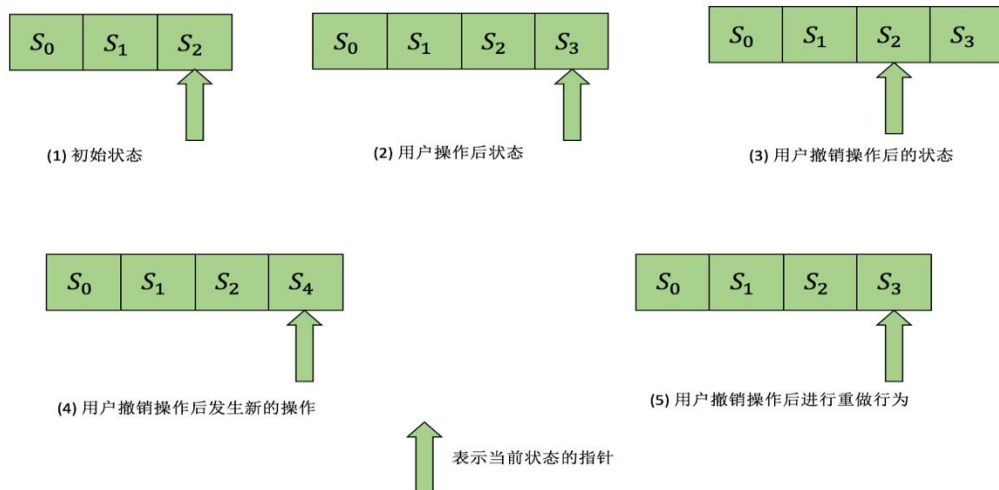 S₀ S₁ S₂
S₀ S₁ S₂ S₃
S₀ S₁ S₂ S₃
(1) 初始状态
(2) 用户操作后状态
(3) 用户撤销操作后的状态
S₀ S₁ S₂ S₄
S₀ S₁ S₂ S₃
(4) 用户撤销操作后发生新的操作
(5) 用户撤销操作后进行重做行为
表示当前状态的指针